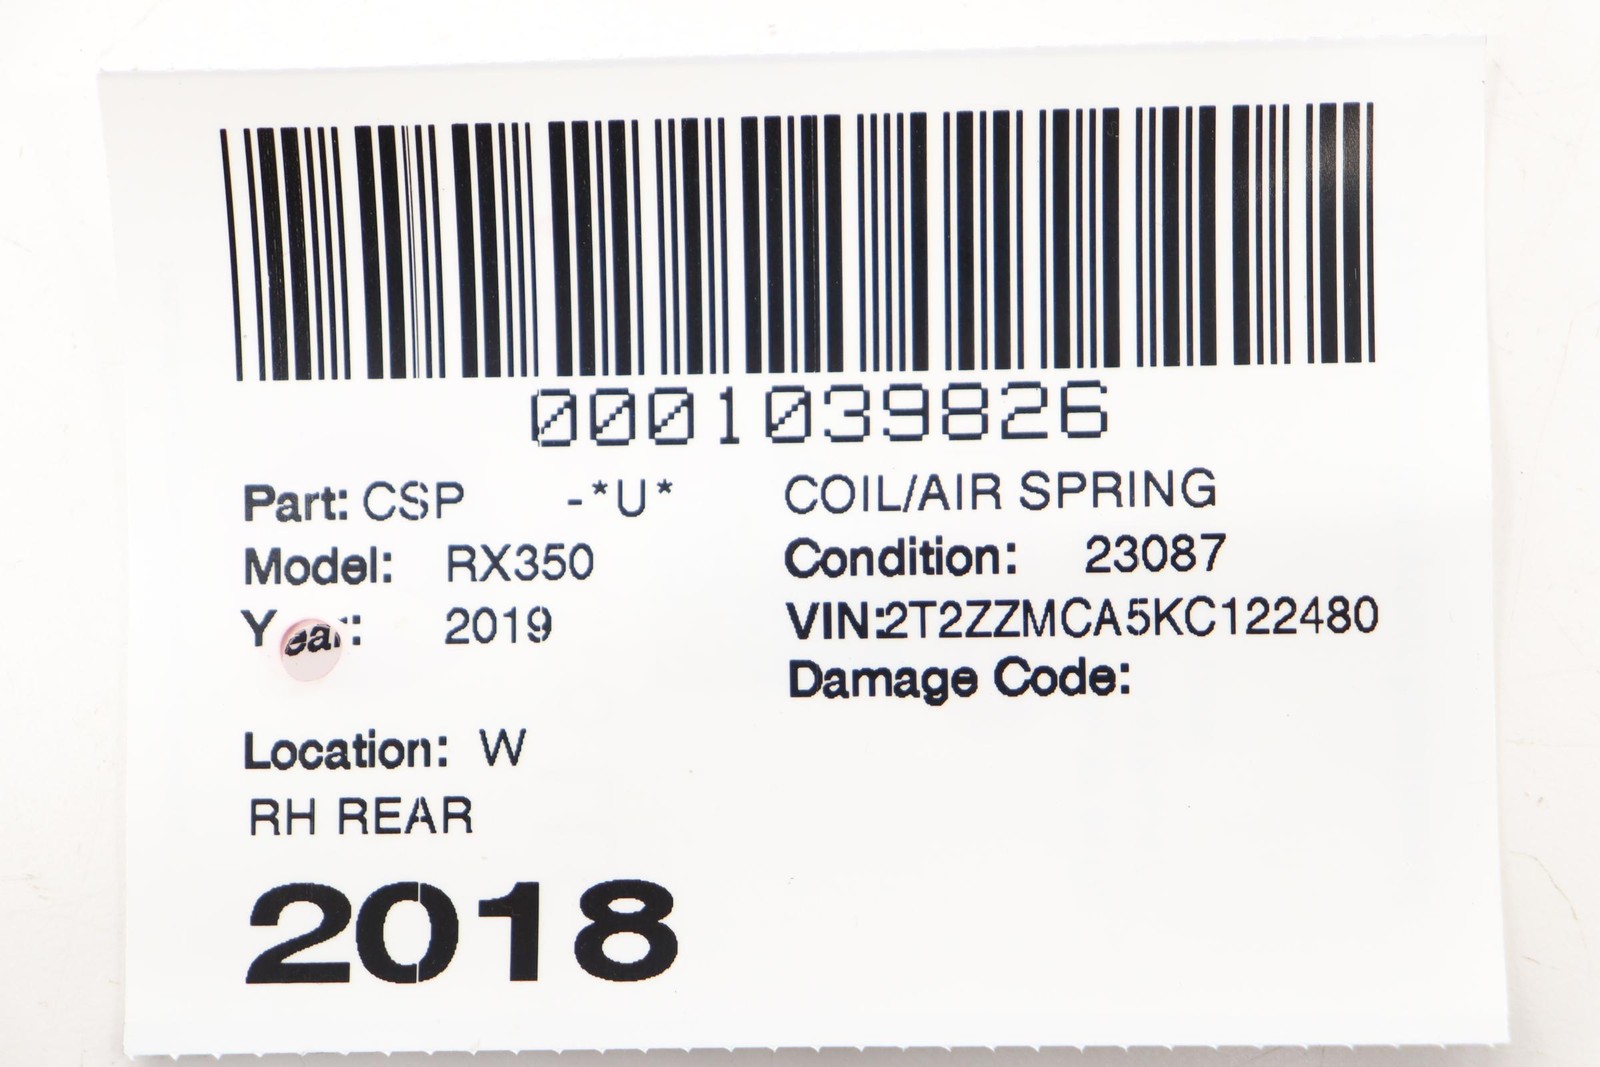 0001039826
Part: CSP -*U* COIL/AIR SPRING
Model: RX350 Condition: 23087
Year: 2019 VIN:2T2ZZMCA5KC122480
Damage Code:
Location: W
RH REAR
2018